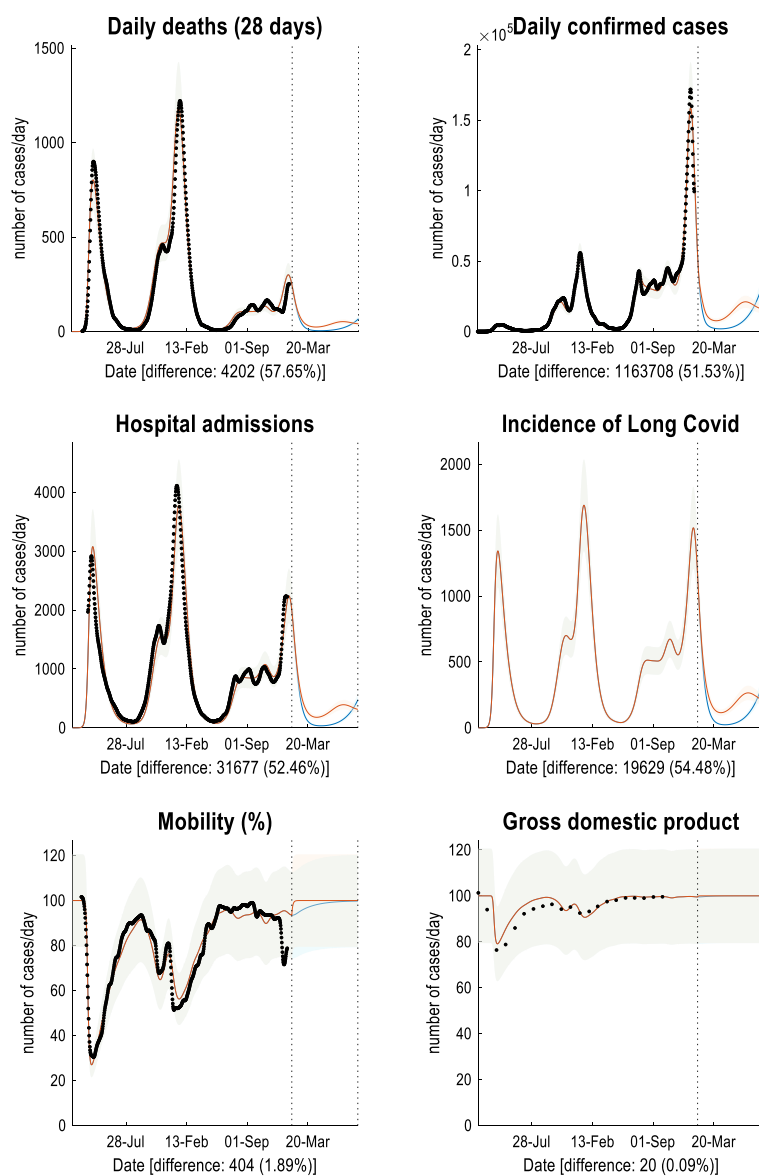 Daily deaths (28 days)
1500
1000
500
0
number of cases/day
28-Jul 13-Feb 01-Sep 20-Mar
Date [difference: 4202 (57.65%)]
Daily confirmed cases
×10⁵
2
1.5
1
0.5
0
number of cases/day
28-Jul 13-Feb 01-Sep 20-Mar
Date [difference: 1163708 (51.53%)]
Hospital admissions
4000
3000
2000
1000
0
number of cases/day
28-Jul 13-Feb 01-Sep 20-Mar
Date [difference: 31677 (52.46%)]
Incidence of Long Covid
2000
1500
1000
500
0
number of cases/day
28-Jul 13-Feb 01-Sep 20-Mar
Date [difference: 19629 (54.48%)]
Mobility (%)
120
100
80
60
40
20
0
number of cases/day
28-Jul 13-Feb 01-Sep 20-Mar
Date [difference: 404 (1.89%)]
Gross domestic product
120
100
80
60
40
20
0
number of cases/day
28-Jul 13-Feb 01-Sep 20-Mar
Date [difference: 20 (0.09%)]